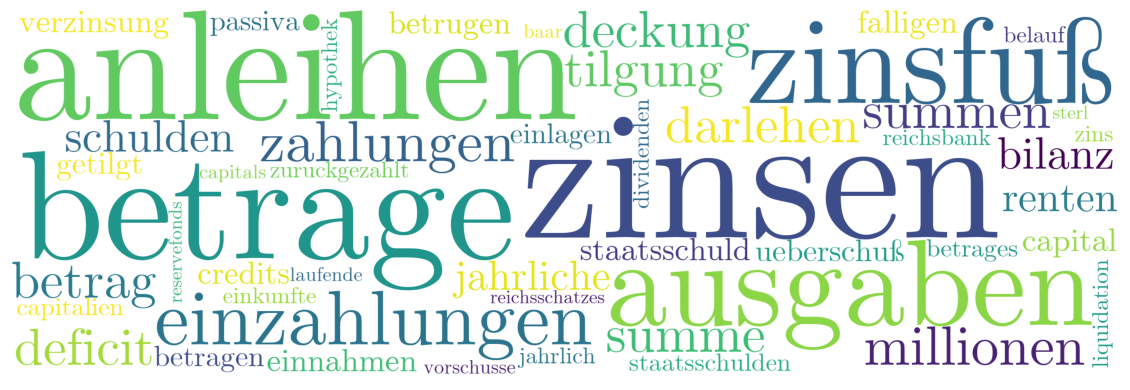 verzinsung passiva hypothek betrugen baar deckung falligen belauf
anleihen tilgung zinsfuß
schulden zahlungen einlagen dividenden darlehen summen sterl
reichsbank zins
getilgt capitals zuruckgezahlt bilanz
betrage zinsen renten
reservefonds staatsschuld ueberschuß betrages capital
betrag credits laufende jahrliche ausgaben liquidation
capitalien einkunfte reichsschatzes
einzahlungen summe millionen
deficit betragen einnahmen vorschusse jahrlich staatsschulden